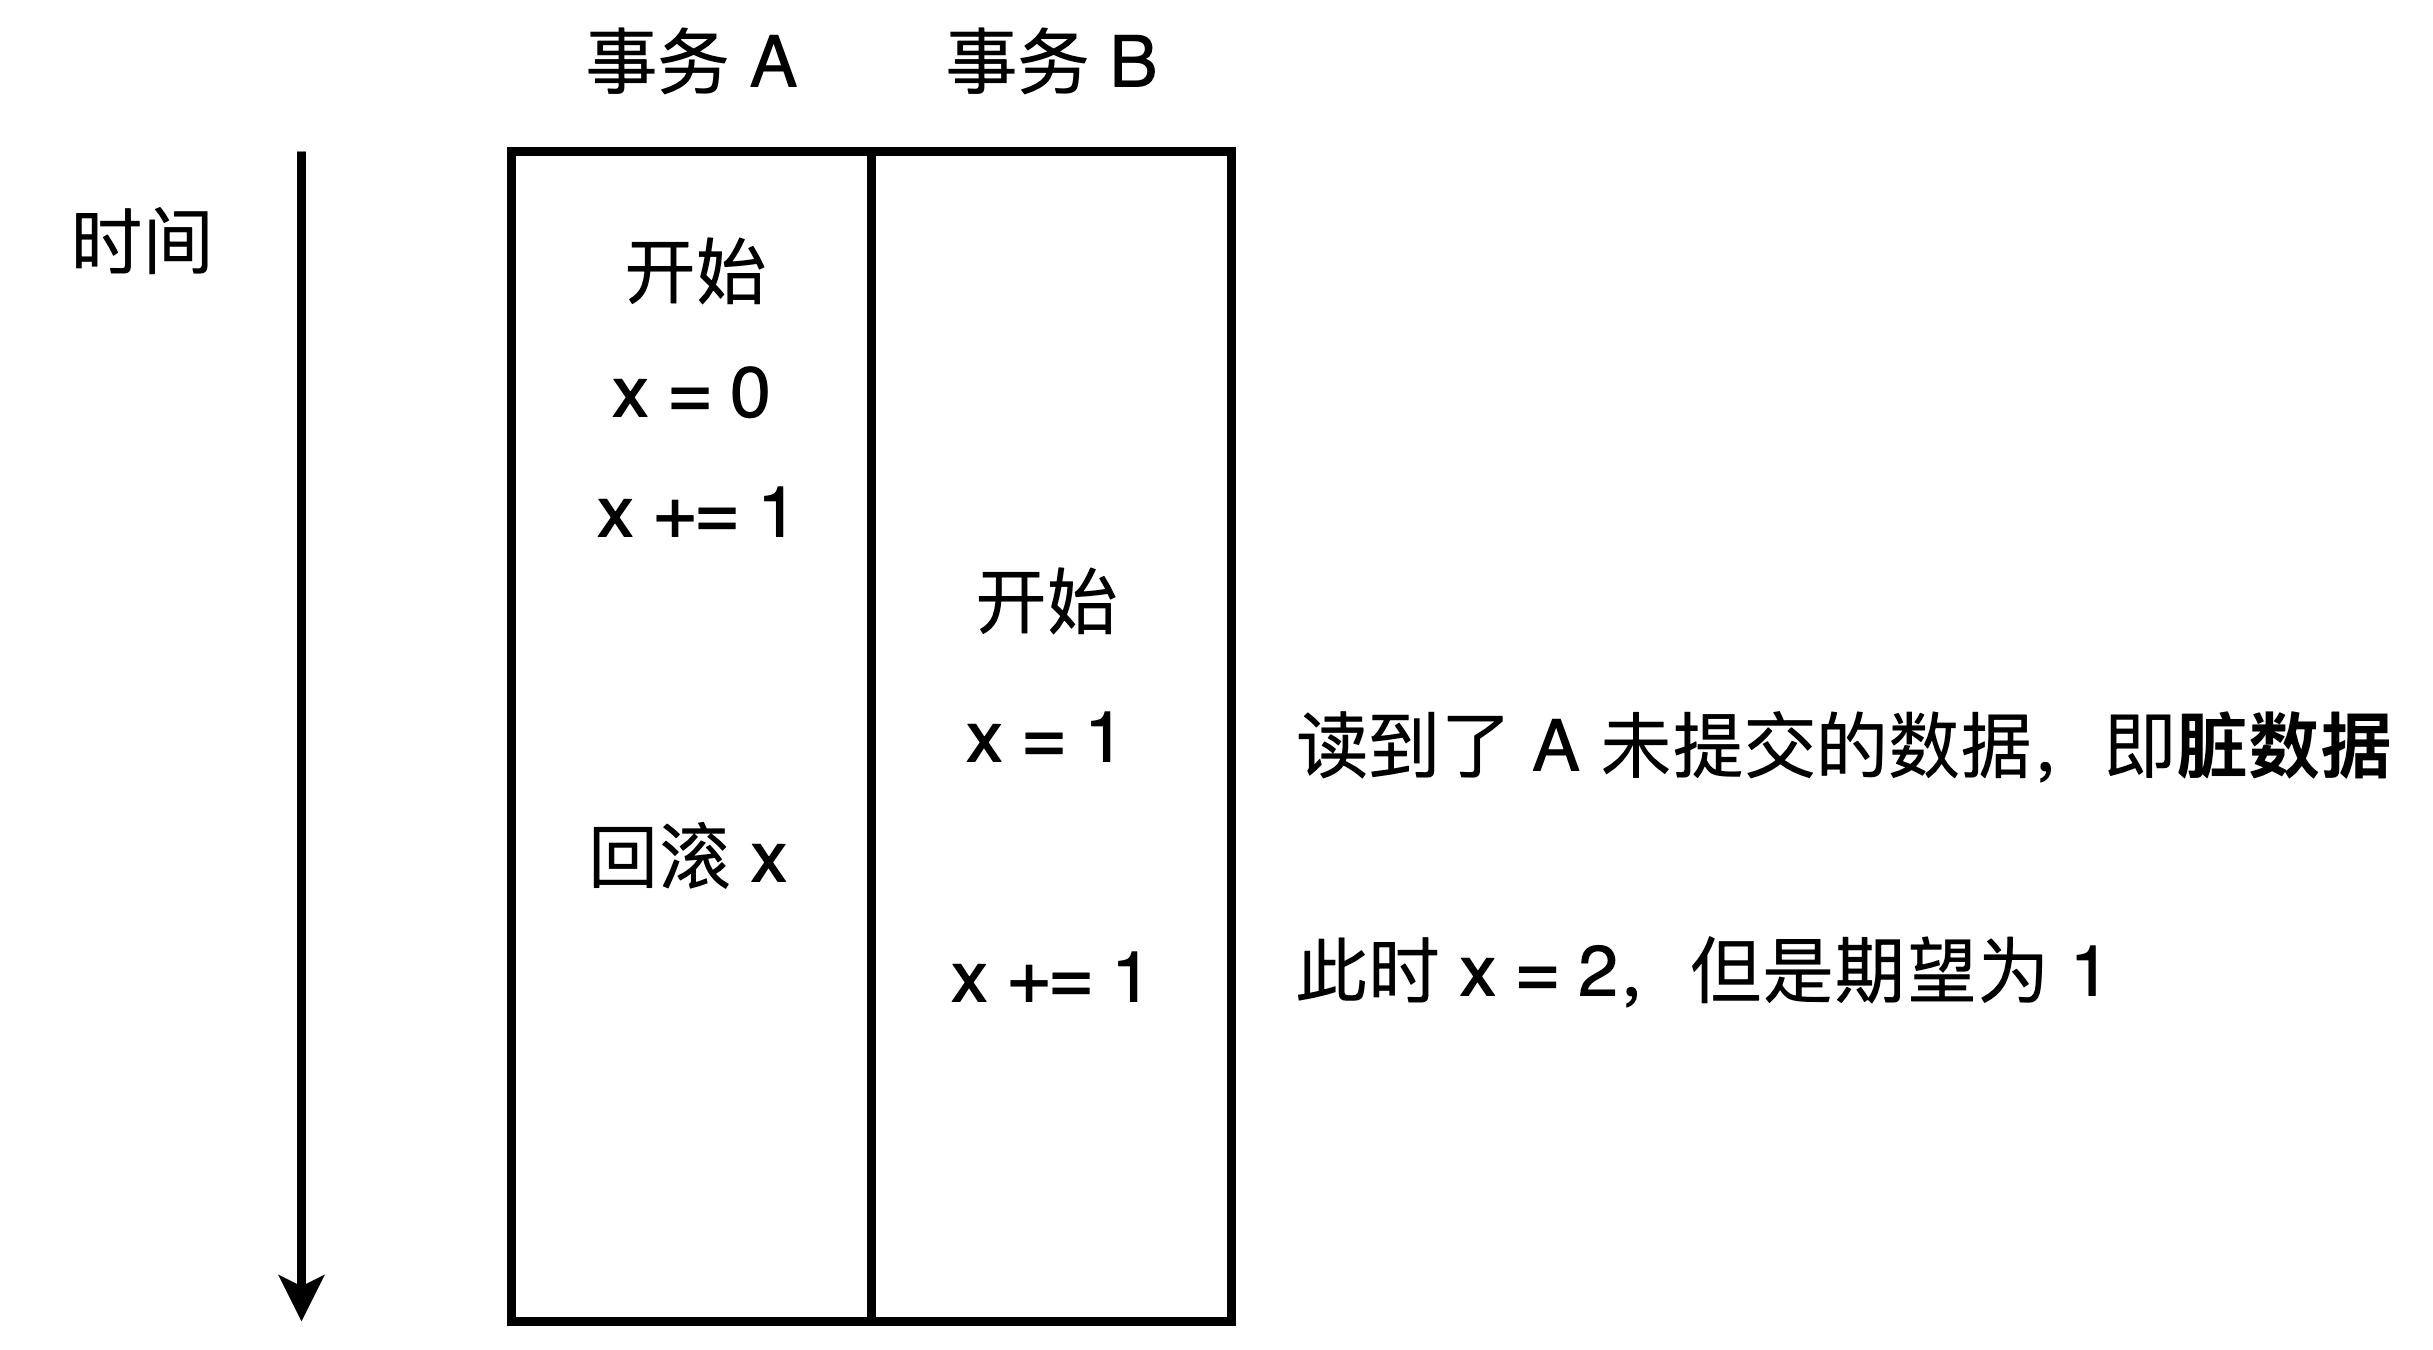 事务 A 事务 B
时间
开始
x = 0
x += 1
开始
x = 1 读到了 A 未提交的数据，即脏数据
回滚 x
x += 1 此时 x = 2，但是期望为 1